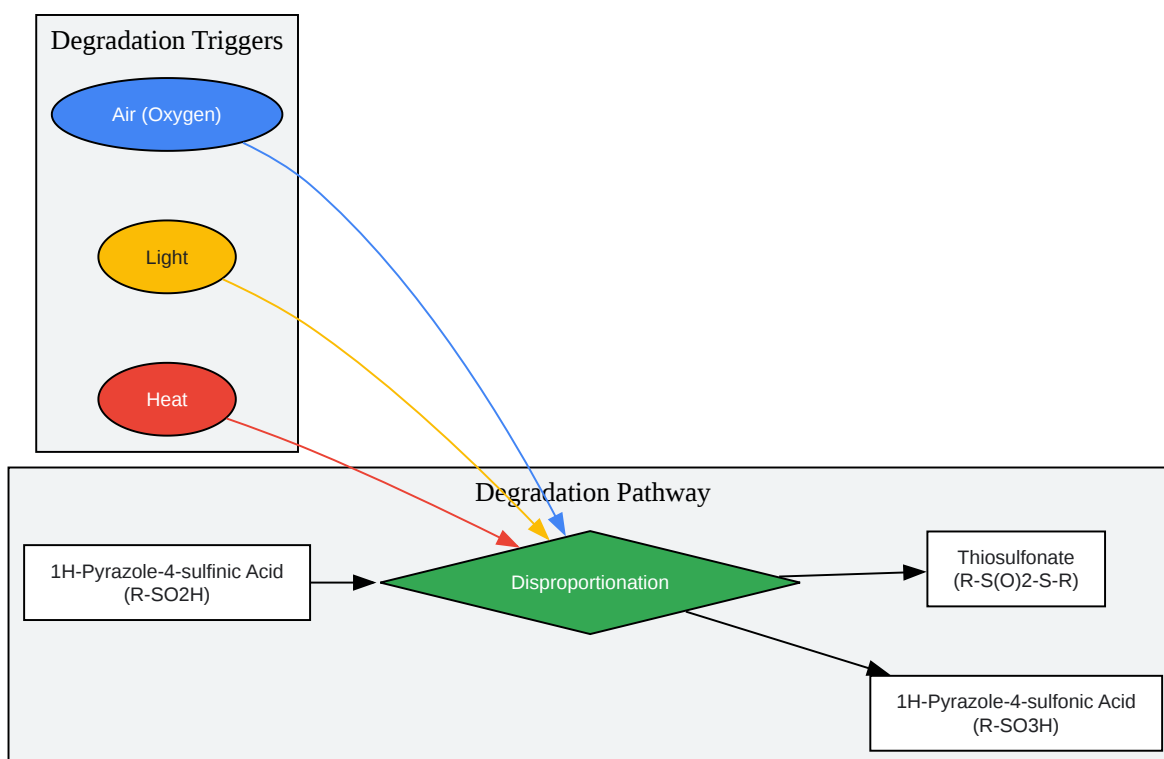 Degradation Triggers
Air (Oxygen)
Light
Heat
Degradation Pathway
1H-Pyrazole-4-sulfinic Acid
(R-SO2H)
Disproportionation
Thiosulfonate
(R-S(O)2-S-R)
1H-Pyrazole-4-sulfonic Acid
(R-SO3H)